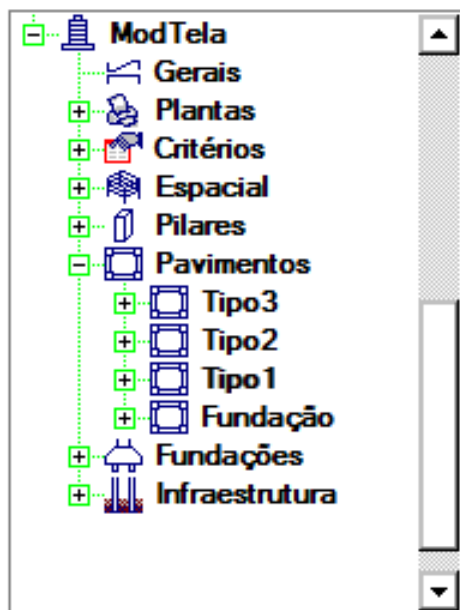 ModTela
Gerais
Plantas
Critérios
Espacial
Pilares
Pavimentos
Tipo3
Tipo2
Tipo1
Fundação
Fundações
Infraestrutura